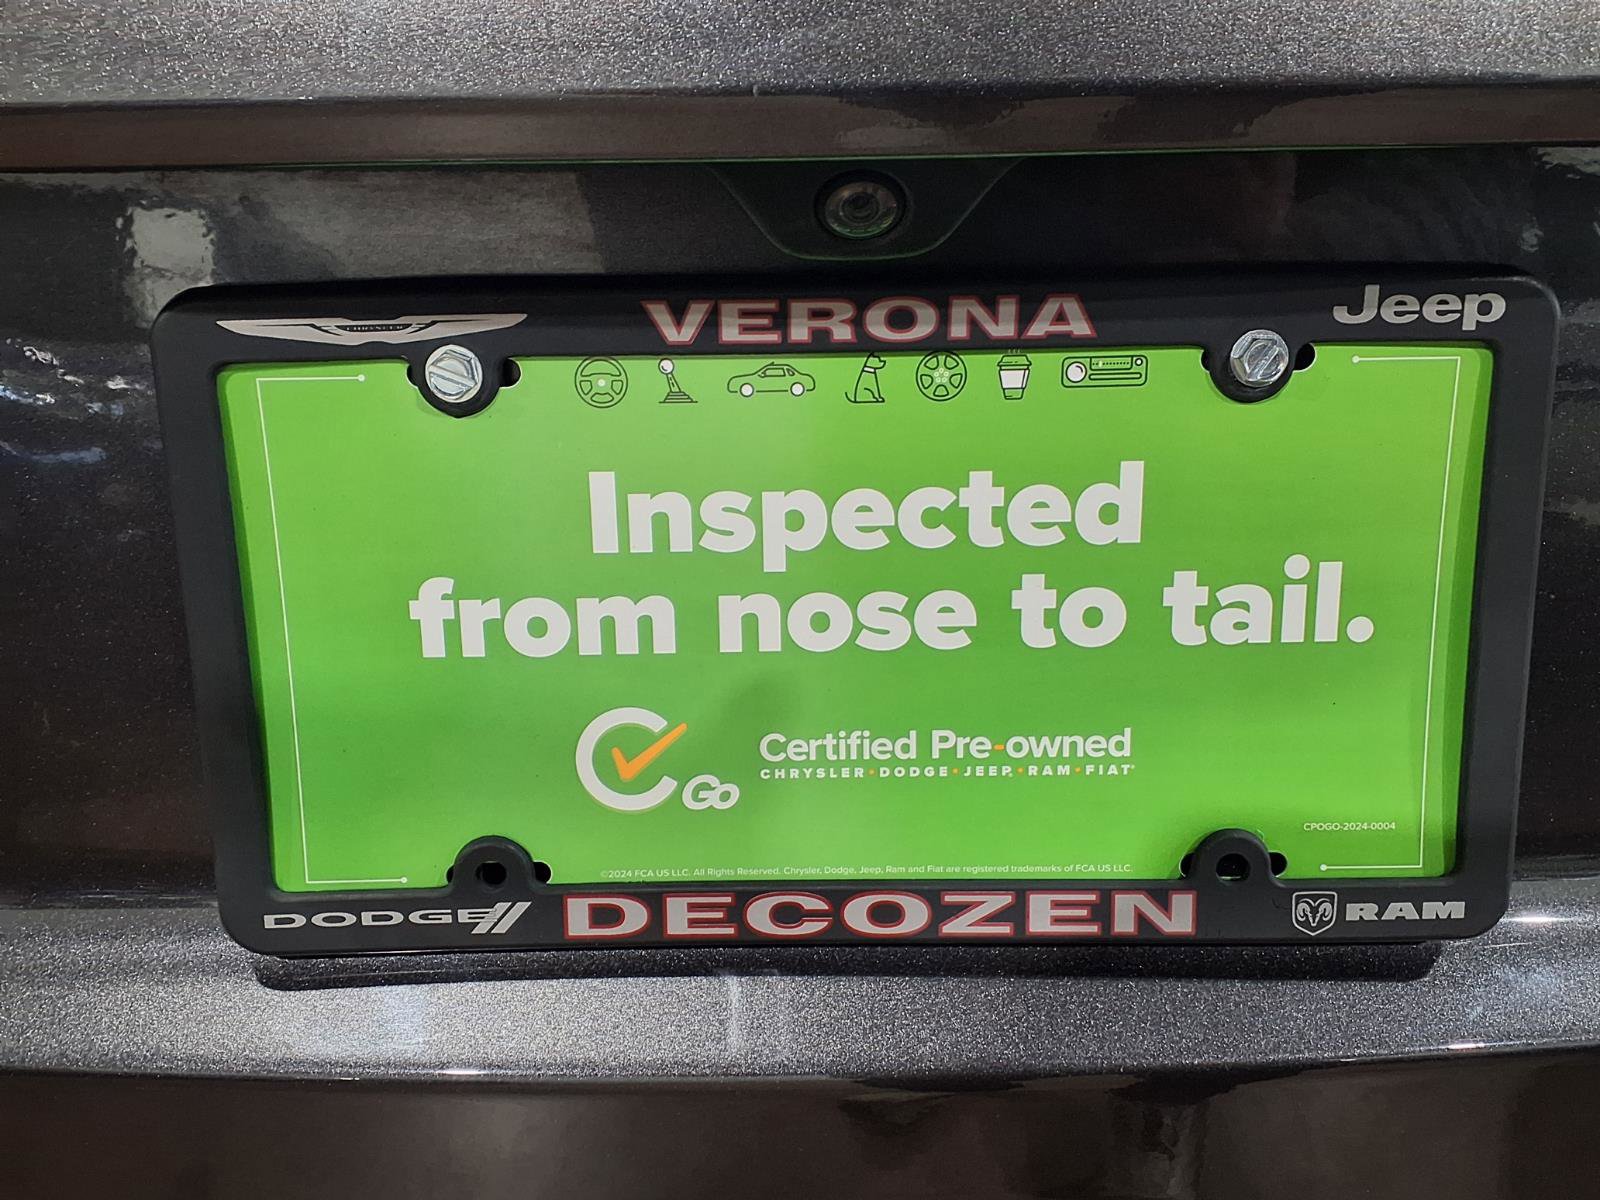 CHRYSLER
VERONA
Jeep
Inspected
from nose to tail.
Go
Certified Pre-owned
CHRYSLER•DODGE•JEEP®•RAM•FIAT®
CPOGO-2024-0004
©2024 FCA US LLC. All Rights Reserved. Chrysler, Dodge, Jeep, Ram and Fiat are registered trademarks of FCA US LLC.
DODGE
DECOZEN
RAM